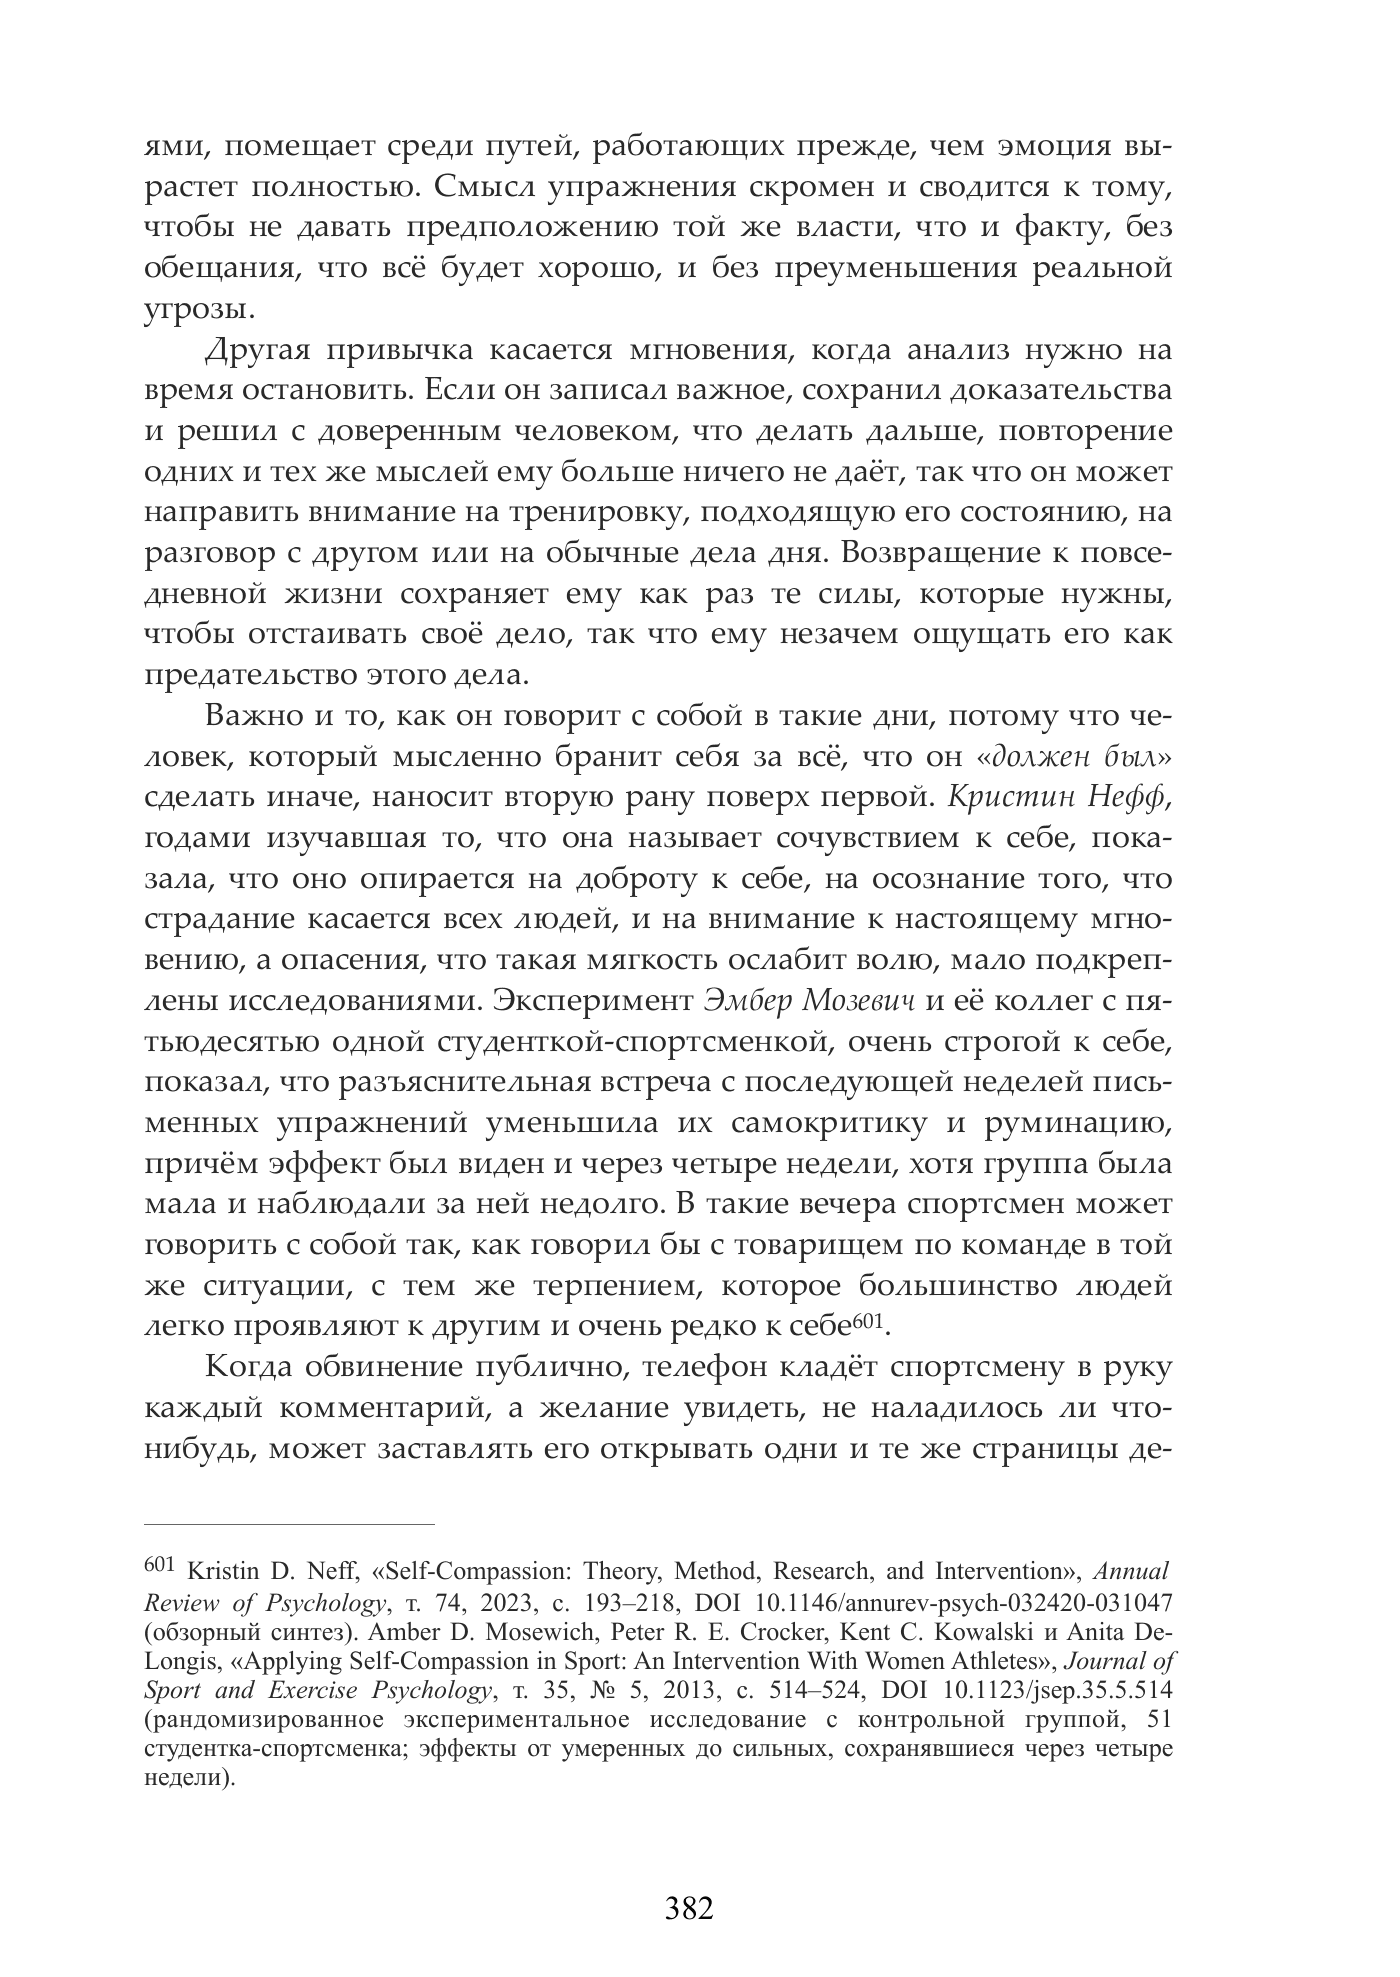 ями, помещает среди путей, работающих прежде, чем эмоция вы-
растет полностью. Смысл упражнения скромен и сводится к тому,
чтобы не давать предположению той же власти, что и факту, без
обещания, что всё будет хорошо, и без преуменьшения реальной
угрозы.
Другая привычка касается мгновения, когда анализ нужно на
время остановить. Если он записал важное, сохранил доказательства
и решил с доверенным человеком, что делать дальше, повторение
одних и тех же мыслей ему больше ничего не даёт, так что он может
направить внимание на тренировку, подходящую его состоянию, на
разговор с другом или на обычные дела дня. Возвращение к повсе-
дневной жизни сохраняет ему как раз те силы, которые нужны,
чтобы отстаивать своё дело, так что ему незачем ощущать его как
предательство этого дела.
Важно и то, как он говорит с собой в такие дни, потому что че-
ловек, который мысленно бранит себя за всё, что он «должен был»
сделать иначе, наносит вторую рану поверх первой. Кристин Нефф,
годами изучавшая то, что она называет сочувствием к себе, пока-
зала, что оно опирается на доброту к себе, на осознание того, что
страдание касается всех людей, и на внимание к настоящему мгно-
вению, а опасения, что такая мягкость ослабит волю, мало подкреп-
лены исследованиями. Эксперимент Эмбер Мозевич и её коллег с пя-
тьюдесятью одной студенткой-спортсменкой, очень строгой к себе,
показал, что разъяснительная встреча с последующей неделей пись-
менных упражнений уменьшила их самокритику и руминацию,
причём эффект был виден и через четыре недели, хотя группа была
мала и наблюдали за ней недолго. В такие вечера спортсмен может
говорить с собой так, как говорил бы с товарищем по команде в той
же ситуации, с тем же терпением, которое большинство людей
легко проявляют к другим и очень редко к себе601.
Когда обвинение публично, телефон кладёт спортсмену в руку
каждый комментарий, а желание увидеть, не наладилось ли что-
нибудь, может заставлять его открывать одни и те же страницы де-
601 Kristin D. Neff, «Self-Compassion: Theory, Method, Research, and Intervention», Annual
Review of Psychology, т. 74, 2023, с. 193–218, DOI 10.1146/annurev-psych-032420-031047
(обзорный синтез). Amber D. Mosewich, Peter R. E. Crocker, Kent C. Kowalski и Anita De-
Longis, «Applying Self-Compassion in Sport: An Intervention With Women Athletes», Journal of
Sport and Exercise Psychology, т. 35, № 5, 2013, с. 514–524, DOI 10.1123/jsep.35.5.514
(рандомизированное экспериментальное исследование с контрольной группой, 51
студентка-спортсменка; эффекты от умеренных до сильных, сохранявшиеся через четыре
недели).
382